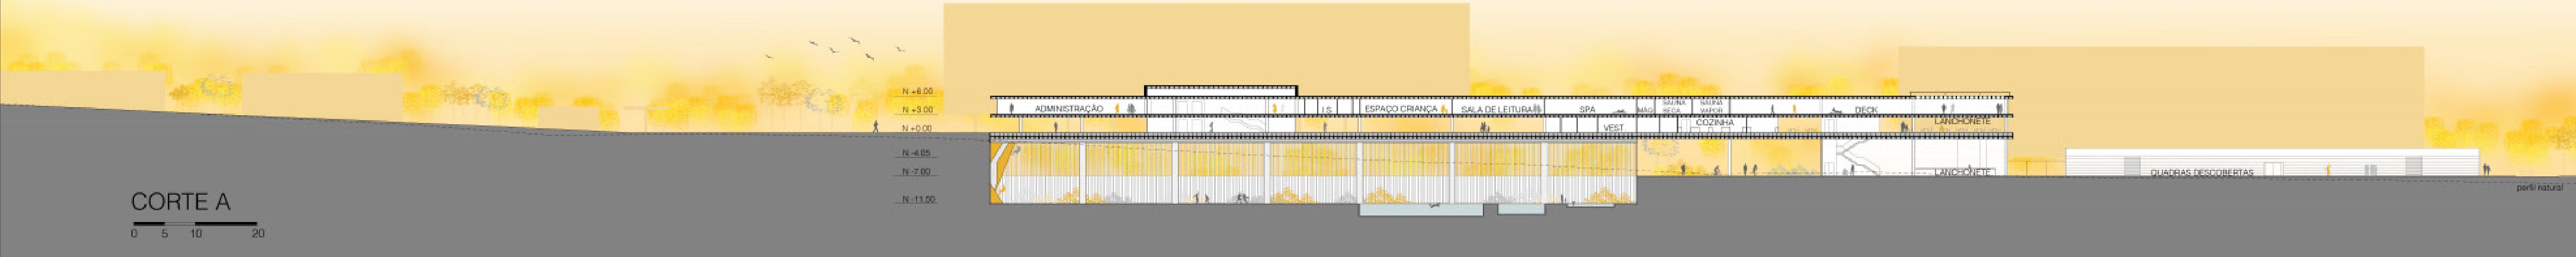 N +6.00
N +3.00
N +0.00
N -4.05
N -7.00
N -11.50
ADMINISTRAÇÃO
I.S.
ESPAÇO CRIANÇA
SALA DE LEITURA
SPA
SAUNA
SECA
SAUNA
VAPOR
DECK
VEST.
COZINHA
LANCHONETE
LANCHONETE
QUADRAS DESCOBERTAS
perfil natural
CORTE A
0 5 10 20